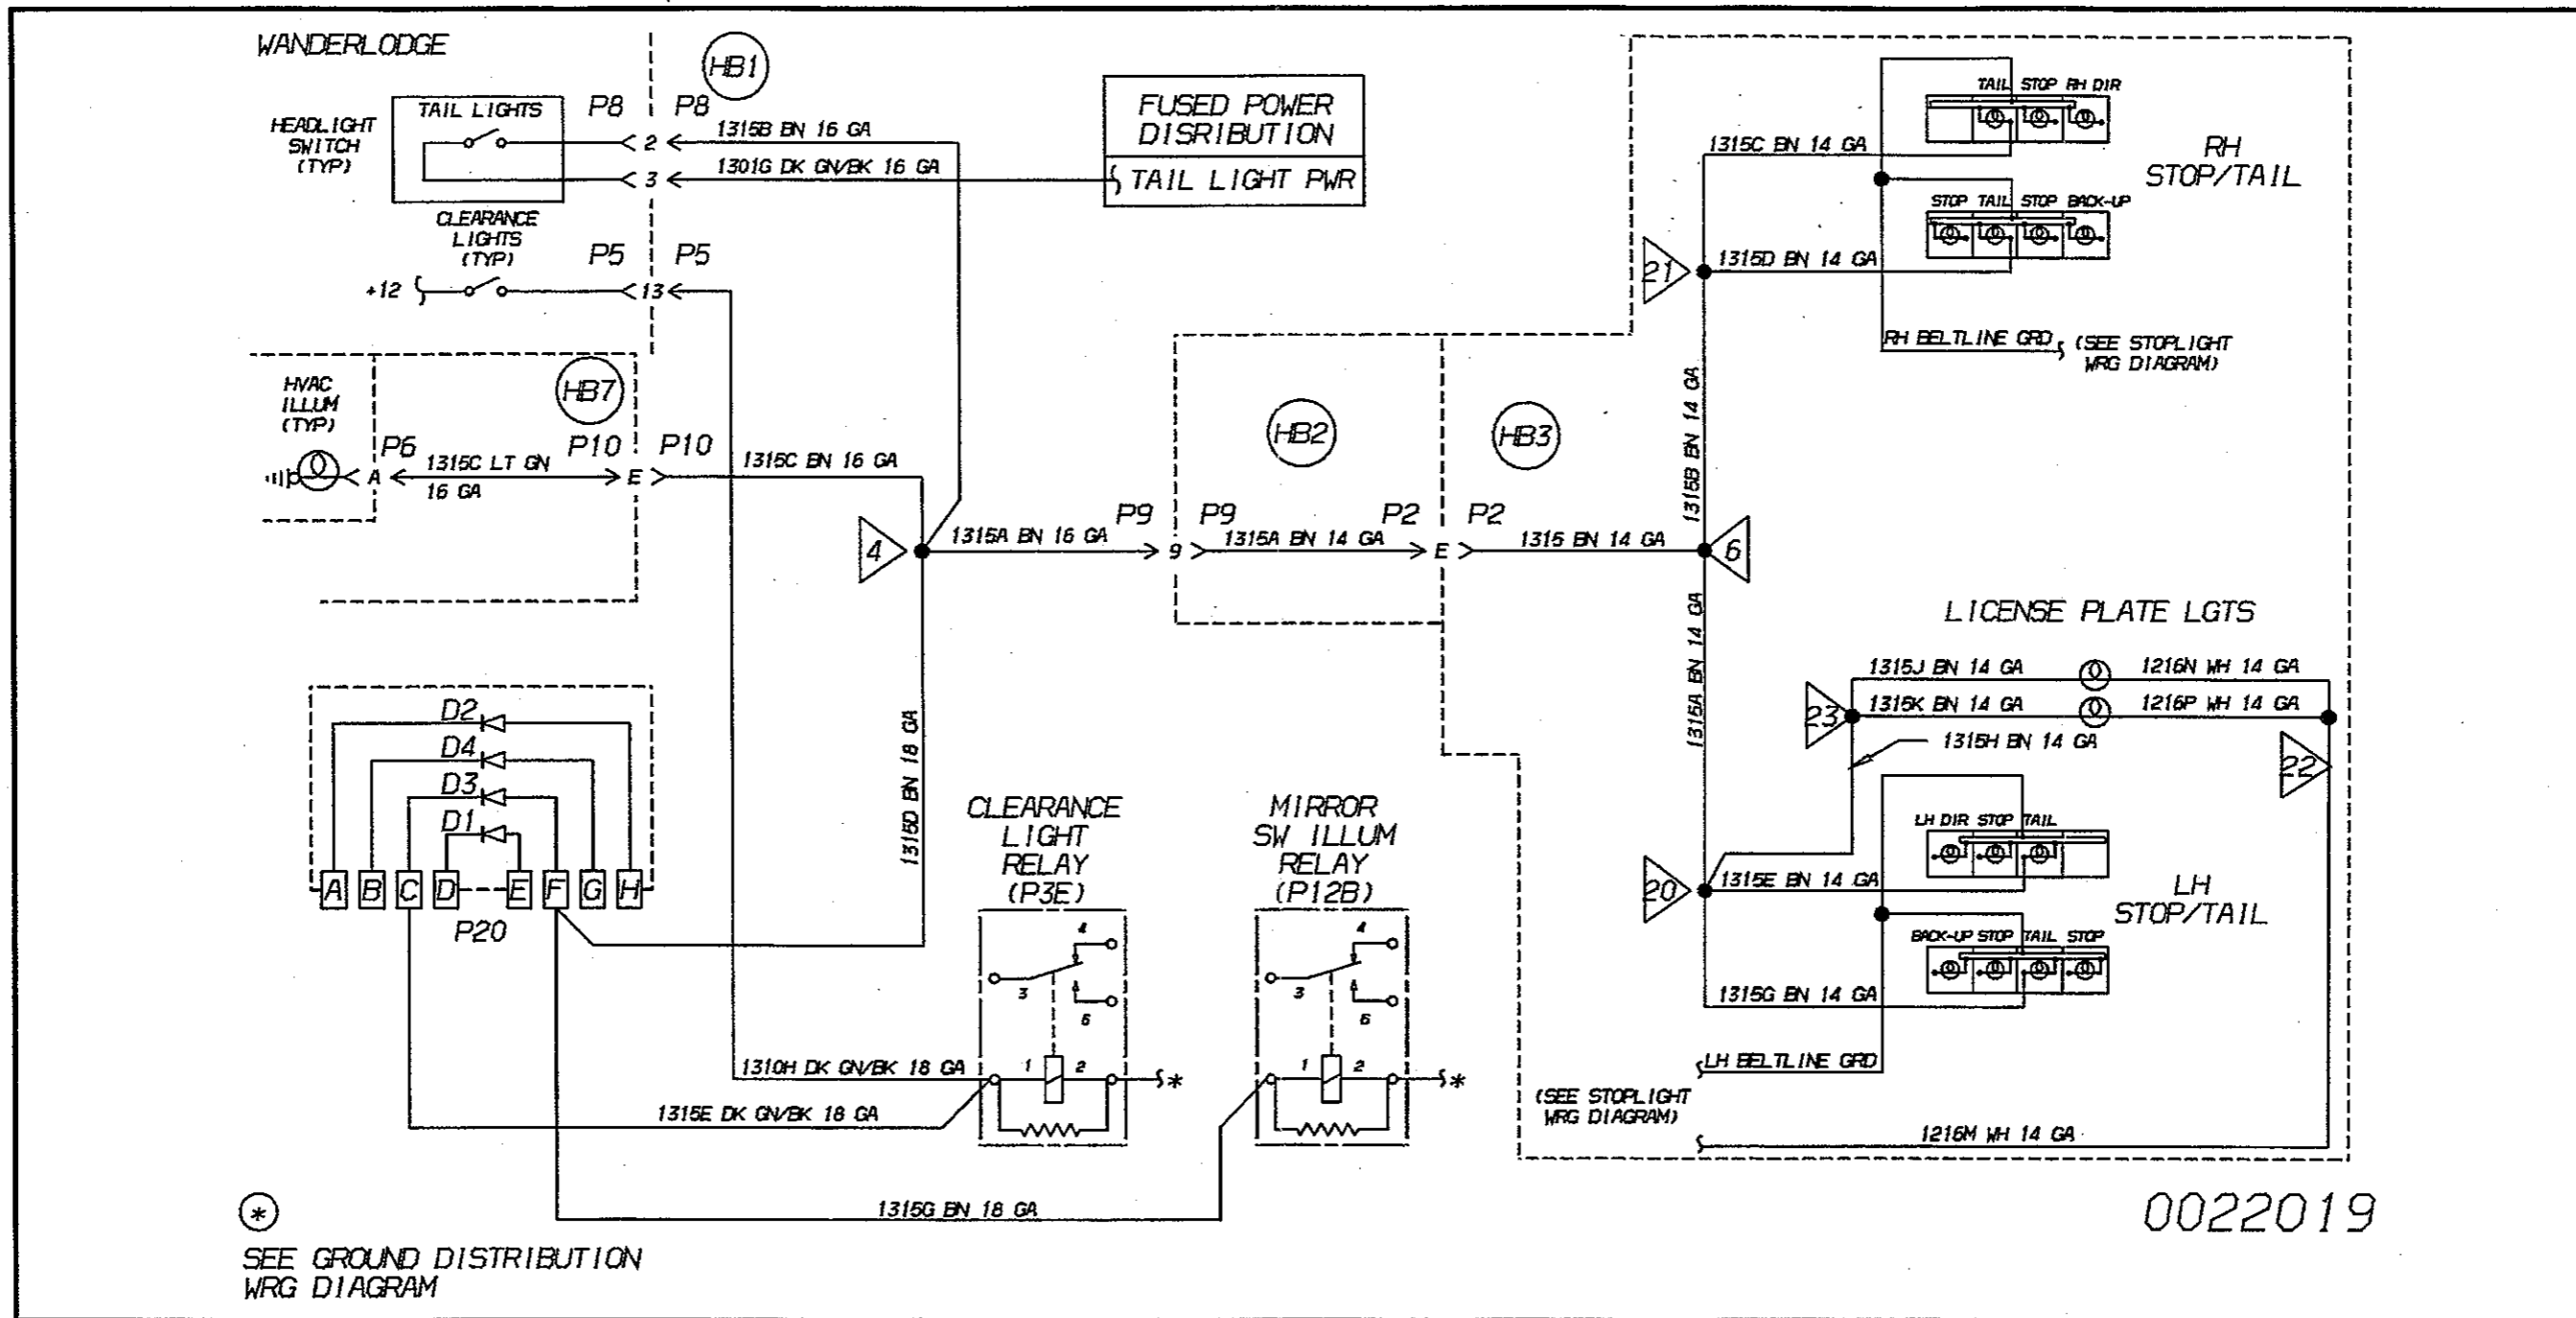 WANDERLODGE
HB1
HEADLIGHT
SWITCH
(TYP)
TAIL LIGHTS
P8
P8
2
1315B BN 16 GA
3
1301G DK GN/BK 16 GA
FUSED POWER
DISRIBUTION
TAIL LIGHT PWR
CLEARANCE
LIGHTS
(TYP)
P5
P5
+12
13
HVAC
ILLUM
(TYP)
HB7
P6
A
1315C LT GN
16 GA
P10
E
P10
1315C BN 16 GA
4
1315A BN 16 GA
P9
9
P9
HB2
1315A BN 14 GA
P2
E
P2
HB3
1315 BN 14 GA
6
1315B BN 14 GA
1315A BN 14 GA
21
1315C BN 14 GA
1315D BN 14 GA
TAIL STOP RH DIR
STOP TAIL STOP BACK-UP
RH
STOP/TAIL
RH BELTLINE GRD
(SEE STOPLIGHT
WRG DIAGRAM)
LICENSE PLATE LGTS
1315J BN 14 GA
1216N WH 14 GA
23
1315K BN 14 GA
1216P WH 14 GA
1315H BN 14 GA
22
20
1315E BN 14 GA
1315G BN 14 GA
LH DIR STOP TAIL
BACK-UP STOP TAIL STOP
LH
STOP/TAIL
LH BELTLINE GRD
(SEE STOPLIGHT
WRG DIAGRAM)
1216M WH 14 GA
D2
D4
D3
D1
A B C D E F G H
P20
1315D BN 18 GA
CLEARANCE
LIGHT
RELAY
(P3E)
4
3
6
1
2
*
MIRROR
SW ILLUM
RELAY
(P12B)
4
3
6
1
2
*
1310H DK GN/BK 18 GA
1315E DK GN/BK 18 GA
1315G BN 18 GA
*
SEE GROUND DISTRIBUTION
WRG DIAGRAM
0022019